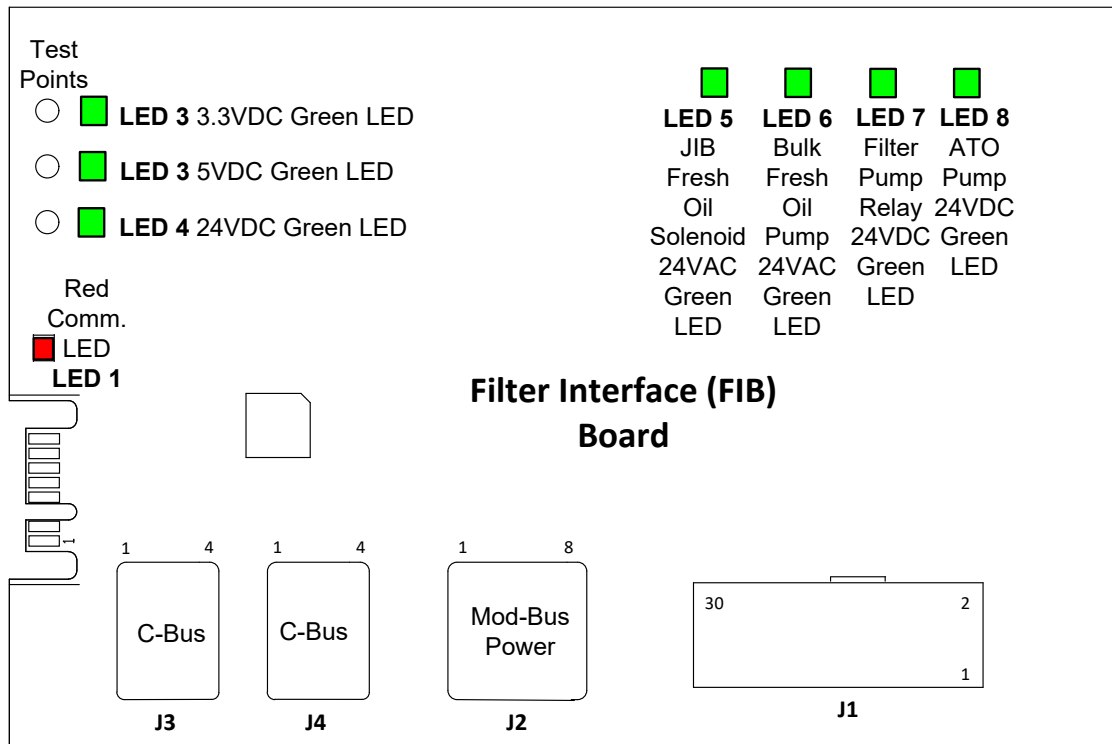 Test
Points
LED 3 3.3VDC Green LED
LED 3 5VDC Green LED
LED 4 24VDC Green LED
Red
Comm.
LED
LED 1
LED 5
JIB
Fresh
Oil
Solenoid
24VAC
Green
LED
LED 6
Bulk
Fresh
Oil
Pump
24VAC
Green
LED
LED 7
Filter
Pump
Relay
24VDC
Green
LED
LED 8
ATO
Pump
24VDC
Green
LED
Filter Interface (FIB)
Board
1
1 4
C-Bus
J3
1 4
C-Bus
J4
1 8
Mod-Bus
Power
J2
30 2
1
J1